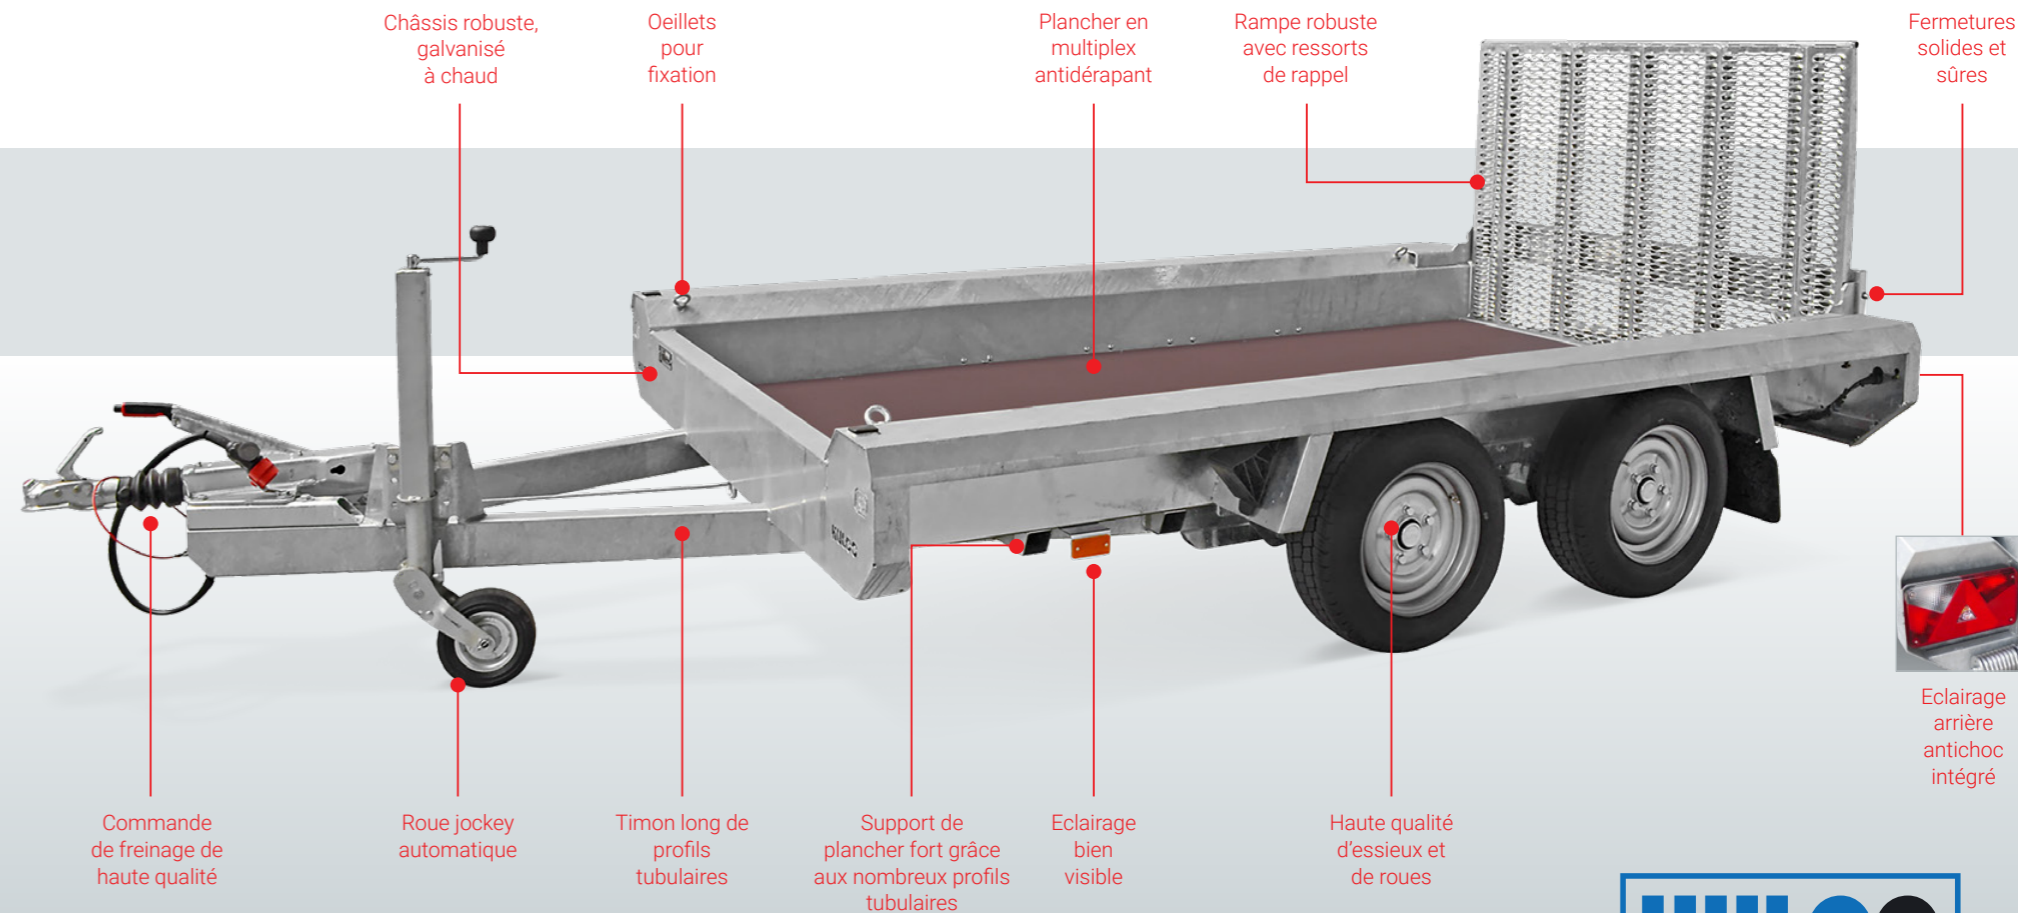 Châssis robuste,
galvanisé
à chaud
Oeillets
pour
fixation
Plancher en
multiplex
antidérapant
Rampe robuste
avec ressorts
de rappel
Fermetures
solides et
sûres
HULCO
Eclairage
arrière
antichoc
intégré
Commande
de freinage de
haute qualité
Roue jockey
automatique
Timon long de
profils
tubulaires
Support de
plancher fort grâce
aux nombreux profils
tubulaires
Eclairage
bien
visible
Haute qualité
d'essieux et
de roues